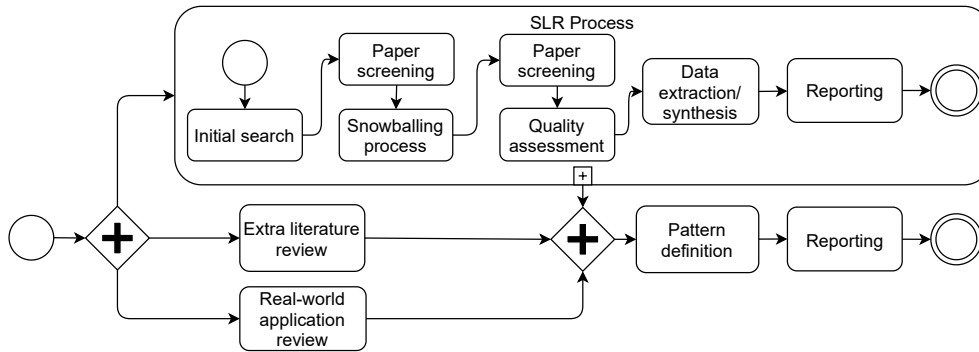 SLR Process
Initial search
Paper
screening
Snowballing
process
Paper
screening
Quality
assessment
Data
extraction/
synthesis
Reporting
+
Extra literature
review
Real-world
application
review
Pattern
definition
Reporting